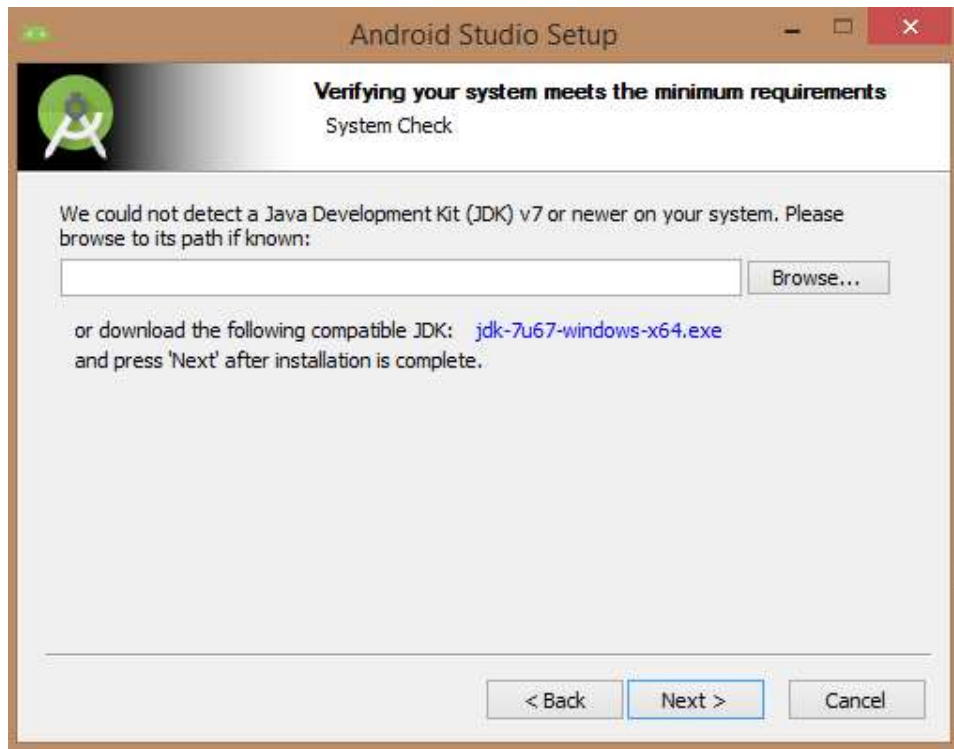 Android Studio Setup
Verifying your system meets the minimum requirements
System Check
We could not detect a Java Development Kit (JDK) v7 or newer on your system. Please
browse to its path if known:
Browse...
or download the following compatible JDK: jdk-7u67-windows-x64.exe
and press 'Next' after installation is complete.
< Back Next > Cancel